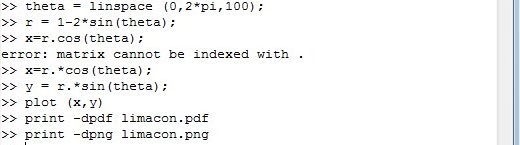 >> theta = linspace (0,2*pi,100);
>> r = 1-2*sin(theta);
>> x=r.cos(theta);
error: matrix cannot be indexed with .
>> x=r.*cos(theta);
>> y = r.*sin(theta);
>> plot (x,y)
>> print -dpdf limacon.pdf
>> print -dpng limacon.png